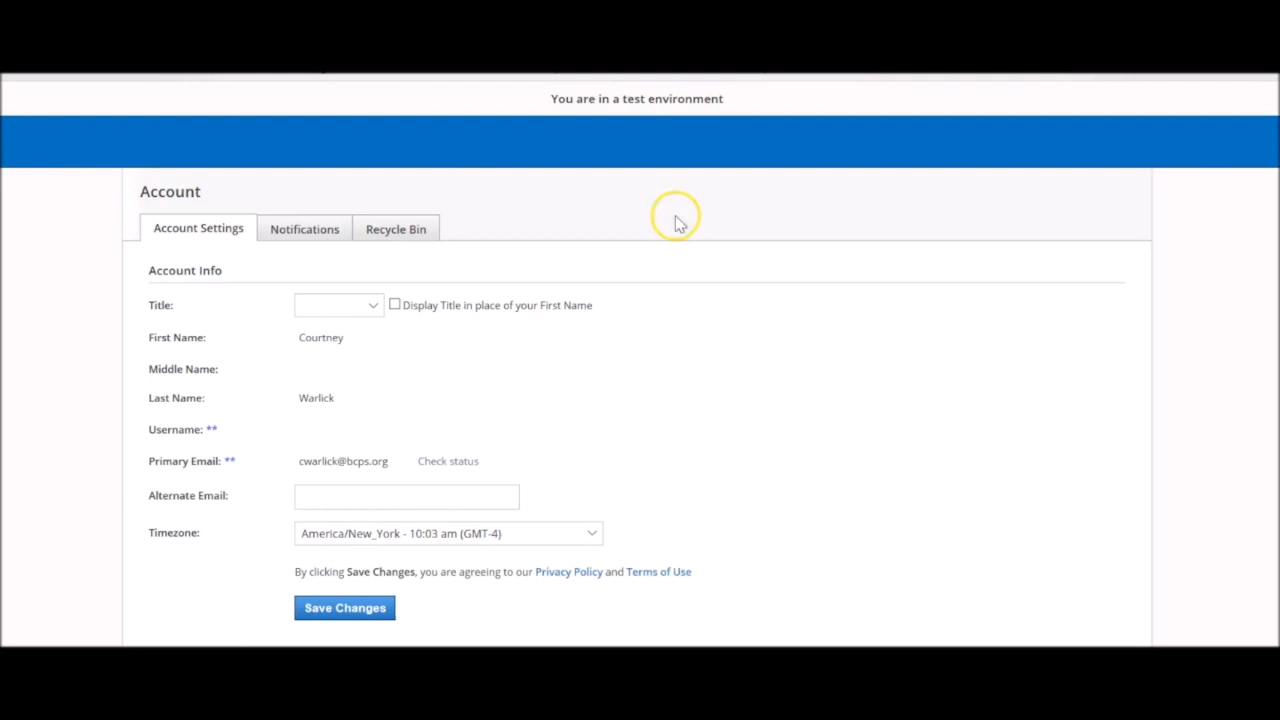 You are in a test environment
Account
Account Settings Notifications Recycle Bin
Account Info
Title: Display Title in place of your First Name
First Name: Courtney
Middle Name:
Last Name: Warlick
Username: **
Primary Email: ** cwarlick@bcps.org Check status
Alternate Email:
Timezone: America/New_York - 10:03 am (GMT-4)
By clicking Save Changes, you are agreeing to our Privacy Policy and Terms of Use
Save Changes